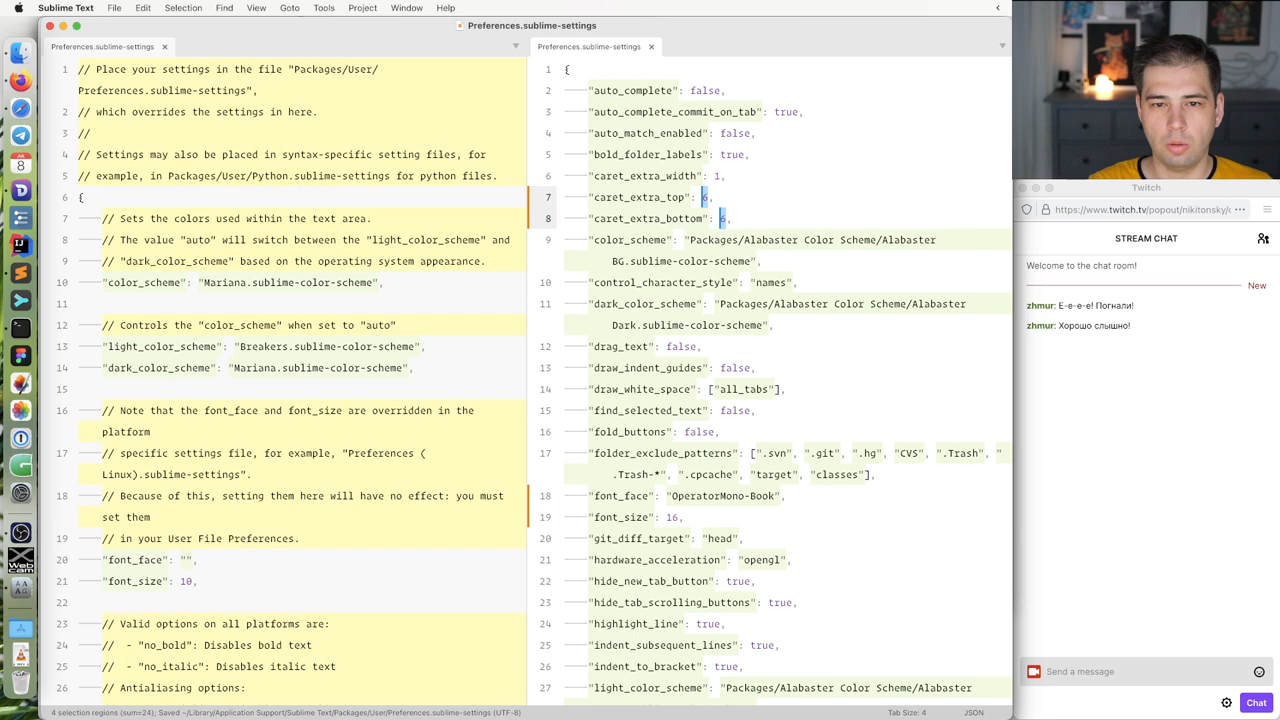 Sublime Text File Edit Selection Find View Goto Tools Project Window Help
Preferences.sublime-settings
Preferences.sublime-settings
Preferences.sublime-settings
1 // Place your settings in the file "Packages/User/
Preferences.sublime-settings",
2 // which overrides the settings in here.
3 //
4 // Settings may also be placed in syntax-specific setting files, for
5 // example, in Packages/User/Python.sublime-settings for python files.
6 {
7 // Sets the colors used within the text area.
8 // The value "auto" will switch between the "light_color_scheme" and
9 // "dark_color_scheme" based on the operating system appearance.
10 "color_scheme": "Mariana.sublime-color-scheme",
11
12 // Controls the "color_scheme" when set to "auto"
13 "light_color_scheme": "Breakers.sublime-color-scheme",
14 "dark_color_scheme": "Mariana.sublime-color-scheme",
15
16 // Note that the font_face and font_size are overridden in the
platform
17 // specific settings file, for example, "Preferences (
Linux).sublime-settings".
18 // Because of this, setting them here will have no effect: you must
set them
19 // in your User File Preferences.
20 "font_face": "",
21 "font_size": 10,
22
23 // Valid options on all platforms are:
24 // - "no_bold": Disables bold text
25 // - "no_italic": Disables italic text
26 // Antialiasing options:
1 {
2 "auto_complete": false,
3 "auto_complete_commit_on_tab": true,
4 "auto_match_enabled": false,
5 "bold_folder_labels": true,
6 "caret_extra_width": 1,
7 "caret_extra_top": 6,
8 "caret_extra_bottom": 6,
9 "color_scheme": "Packages/Alabaster Color Scheme/Alabaster
BG.sublime-color-scheme",
10 "control_character_style": "names",
11 "dark_color_scheme": "Packages/Alabaster Color Scheme/Alabaster
Dark.sublime-color-scheme",
12 "drag_text": false,
13 "draw_indent_guides": false,
14 "draw_white_space": ["all_tabs"],
15 "find_selected_text": false,
16 "fold_buttons": false,
17 "folder_exclude_patterns": [".svn", ".git", ".hg", "CVS", ".Trash", "
.Trash-*", ".cpcache", "target", "classes"],
18 "font_face": "OperatorMono-Book",
19 "font_size": 16,
20 "git_diff_target": "head",
21 "hardware_acceleration": "opengl",
22 "hide_new_tab_button": true,
23 "hide_tab_scrolling_buttons": true,
24 "highlight_line": true,
25 "indent_subsequent_lines": true,
26 "indent_to_bracket": true,
27 "light_color_scheme": "Packages/Alabaster Color Scheme/Alabaster
4 selection regions (sum=24); Saved ~/Library/Application Support/Sublime Text/Packages/User/Preferences.sublime-settings (UTF-8)
Tab Size: 4 JSON
JUL
8
WEB
CAM
Twitch
https://www.twitch.tv/popout/nikitonsky/
STREAM CHAT
Welcome to the chat room!
New
zhmur: Е-е-е-е! Погнали!
zhmur: Хорошо слышно!
Send a message
Chat